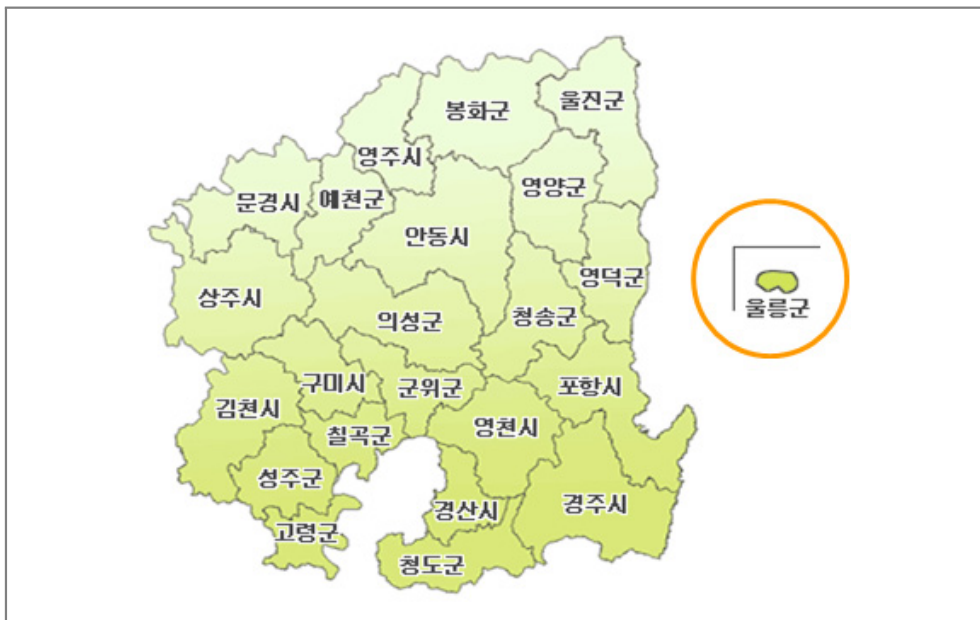 울진군
봉화군
영주시
영양군
문경시
예천군
안동시
영덕군
상주시
의성군
청송군
울릉군
구미시
군위군
포항시
김천시
칠곡군
영천시
성주군
경산시
경주시
고령군
청도군